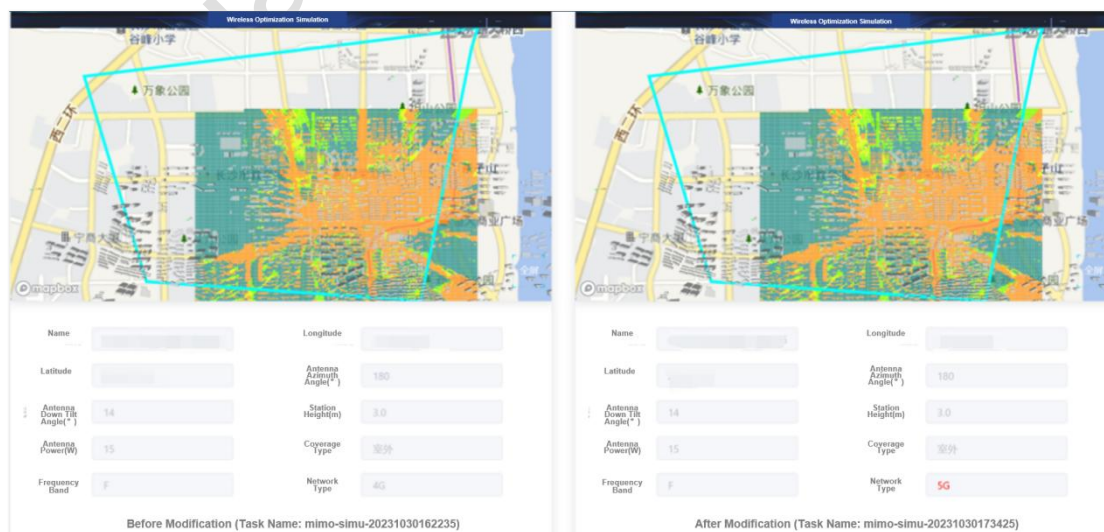 Wireless Optimization Simulation
谷峰小学
万象公园
西二环
mapbox
Name
Longitude
Latitude
Antenna Azimuth Angle(°)
180
Antenna Down Tilt Angle(°)
14
Station Height(m)
3.0
Antenna Power(W)
15
Coverage Type
室外
Frequency Band
F
Network Type
4G
Before Modification (Task Name: mimo-simu-20231030162235)
Wireless Optimization Simulation
谷峰小学
万象公园
西二环
mapbox
Name
Longitude
Latitude
Antenna Azimuth Angle(°)
180
Antenna Down Tilt Angle(°)
14
Station Height(m)
3.0
Antenna Power(W)
15
Coverage Type
室外
Frequency Band
F
Network Type
5G
After Modification (Task Name: mimo-simu-20231030173425)